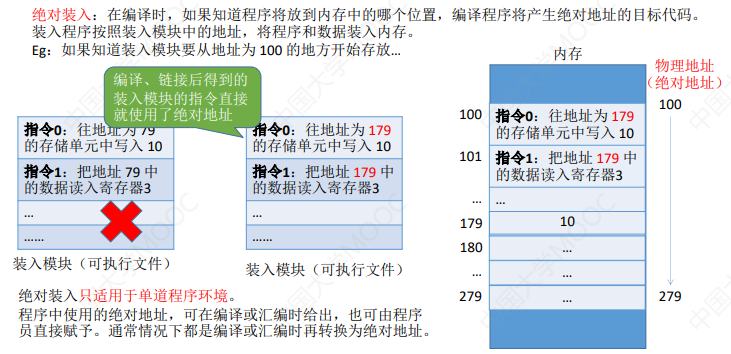 绝对装入：在编译时，如果知道程序将放到内存中的哪个位置，编译程序将产生绝对地址的目标代码。
装入程序按照装入模块中的地址，将程序和数据装入内存。
Eg：如果知道装入模块要从地址为 100 的地方开始存放…
编译、链接后得到的
装入模块的指令直接
就使用了绝对地址
指令0：往地址为 79
的存储单元中写入 10
指令1：把地址 79 中
的数据读入寄存器3
…
……
装入模块（可执行文件）
指令0：往地址为 179
的存储单元中写入 10
指令1：把地址 179 中
的数据读入寄存器3
…
……
装入模块（可执行文件）
内存
物理地址
（绝对地址）
100
指令0：往地址为 179
的存储单元中写入 10
100
101
指令1：把地址 179 中
的数据读入寄存器3
…
…
179
10
180
…
…
…
279
…
279
绝对装入只适用于单道程序环境。
程序中使用的绝对地址，可在编译或汇编时给出，也可由程序
员直接赋予。通常情况下都是编译或汇编时再转换为绝对地址。
中国大学MOOC